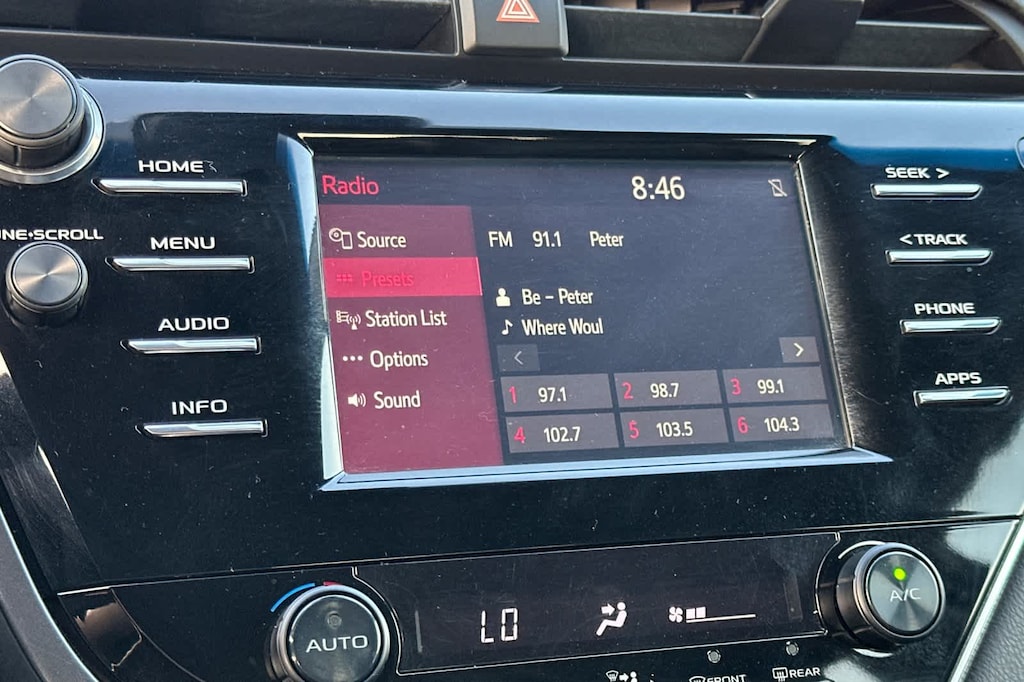 HOME
TUNE•SCROLL
MENU
AUDIO
INFO
Radio
8:46
Source
Presets
Station List
Options
Sound
FM 91.1 Peter
Be – Peter
Where Woul
< >
1 97.1 2 98.7 3 99.1
4 102.7 5 103.5 6 104.3
SEEK >
< TRACK
PHONE
APPS
AUTO
LO
A/C
FRONT
REAR